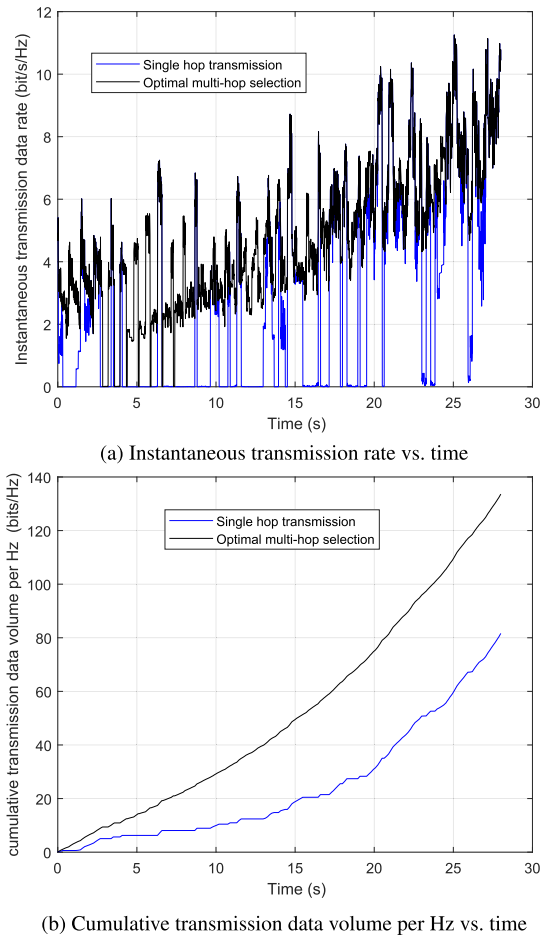 Instantaneous transmission data rate (bit/s/Hz)
12
10
8
6
4
2
0
Single hop transmission
Optimal multi-hop selection
0 5 10 15 20 25 30
Time (s)
(a) Instantaneous transmission rate vs. time
cumulative transmission data volume per Hz (bits/Hz)
140
120
100
80
60
40
20
0
Single hop transmission
Optimal multi-hop selection
0 5 10 15 20 25 30
Time (s)
(b) Cumulative transmission data volume per Hz vs. time